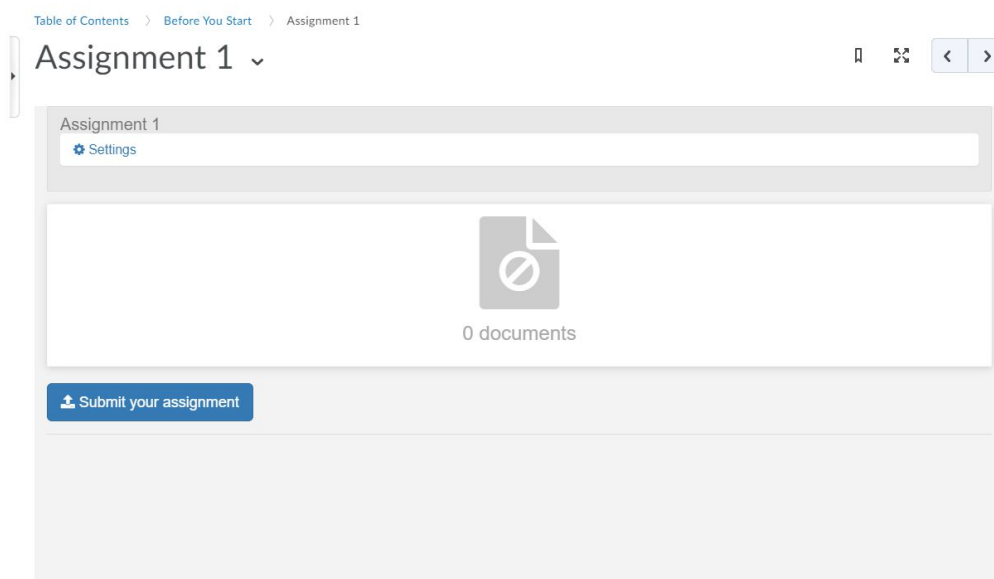 Table of Contents > Before You Start > Assignment 1
Assignment 1
Assignment 1
Settings
0 documents
Submit your assignment